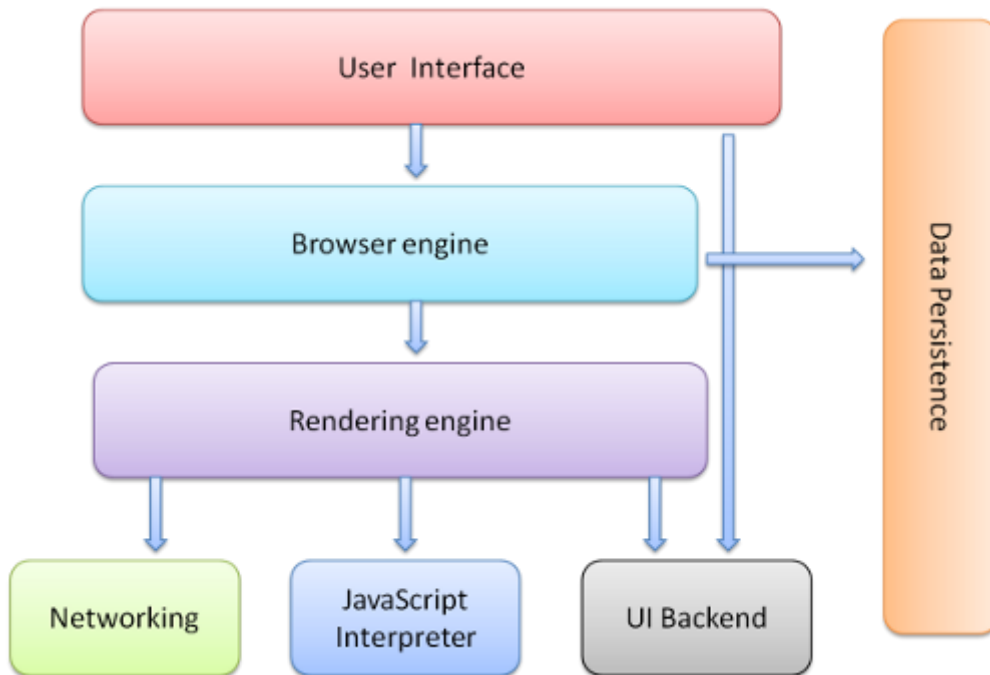 User Interface
Browser engine
Data Persistence
Rendering engine
Networking
JavaScript
Interpreter
UI Backend